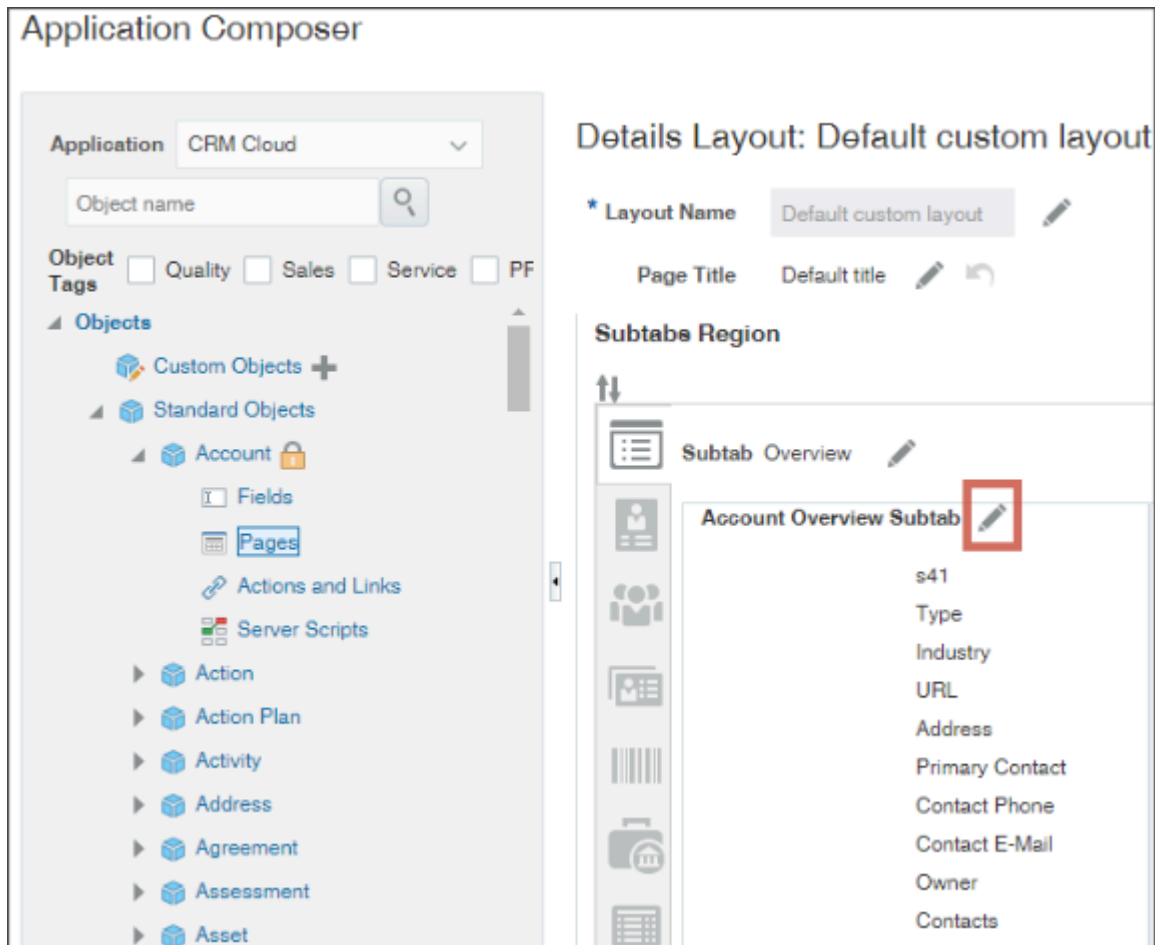 Application Composer
Application CRM Cloud
Object name
Object Tags Quality Sales Service PF
Objects
Custom Objects
Standard Objects
Account
Fields
Pages
Actions and Links
Server Scripts
Action
Action Plan
Activity
Address
Agreement
Assessment
Asset
Details Layout: Default custom layout
* Layout Name Default custom layout
Page Title Default title
Subtabs Region
Subtab Overview
Account Overview Subtab
s41
Type
Industry
URL
Address
Primary Contact
Contact Phone
Contact E-Mail
Owner
Contacts